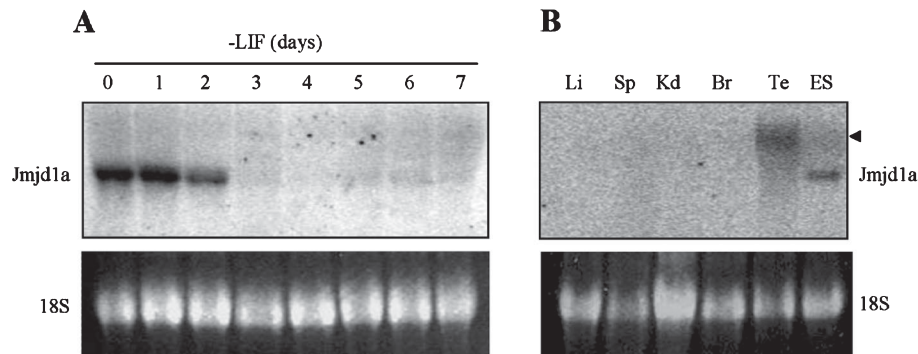 A
-LIF (days)
0 1 2 3 4 5 6 7
Jmjd1a
18S
B
Li Sp Kd Br Te ES
Jmjd1a
18S